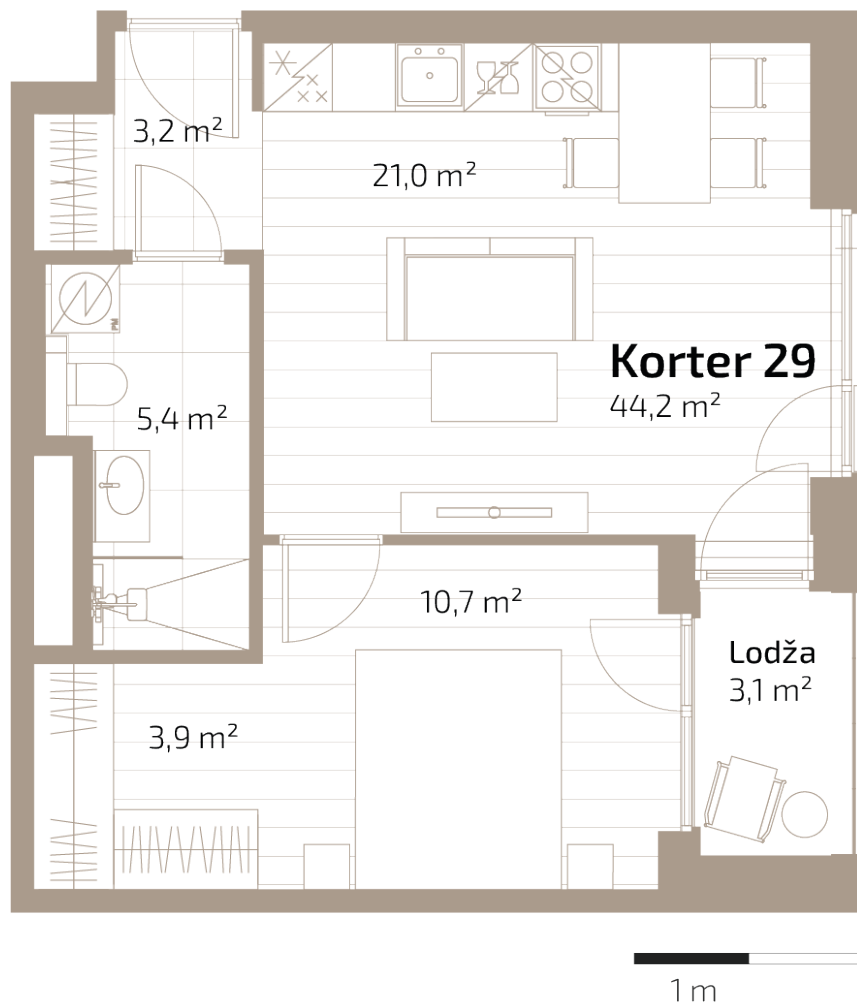 3,2 m²
21,0 m²
Korter 29
44,2 m²
PM
5,4 m²
10,7 m²
Lodža
3,1 m²
3,9 m²
1 m